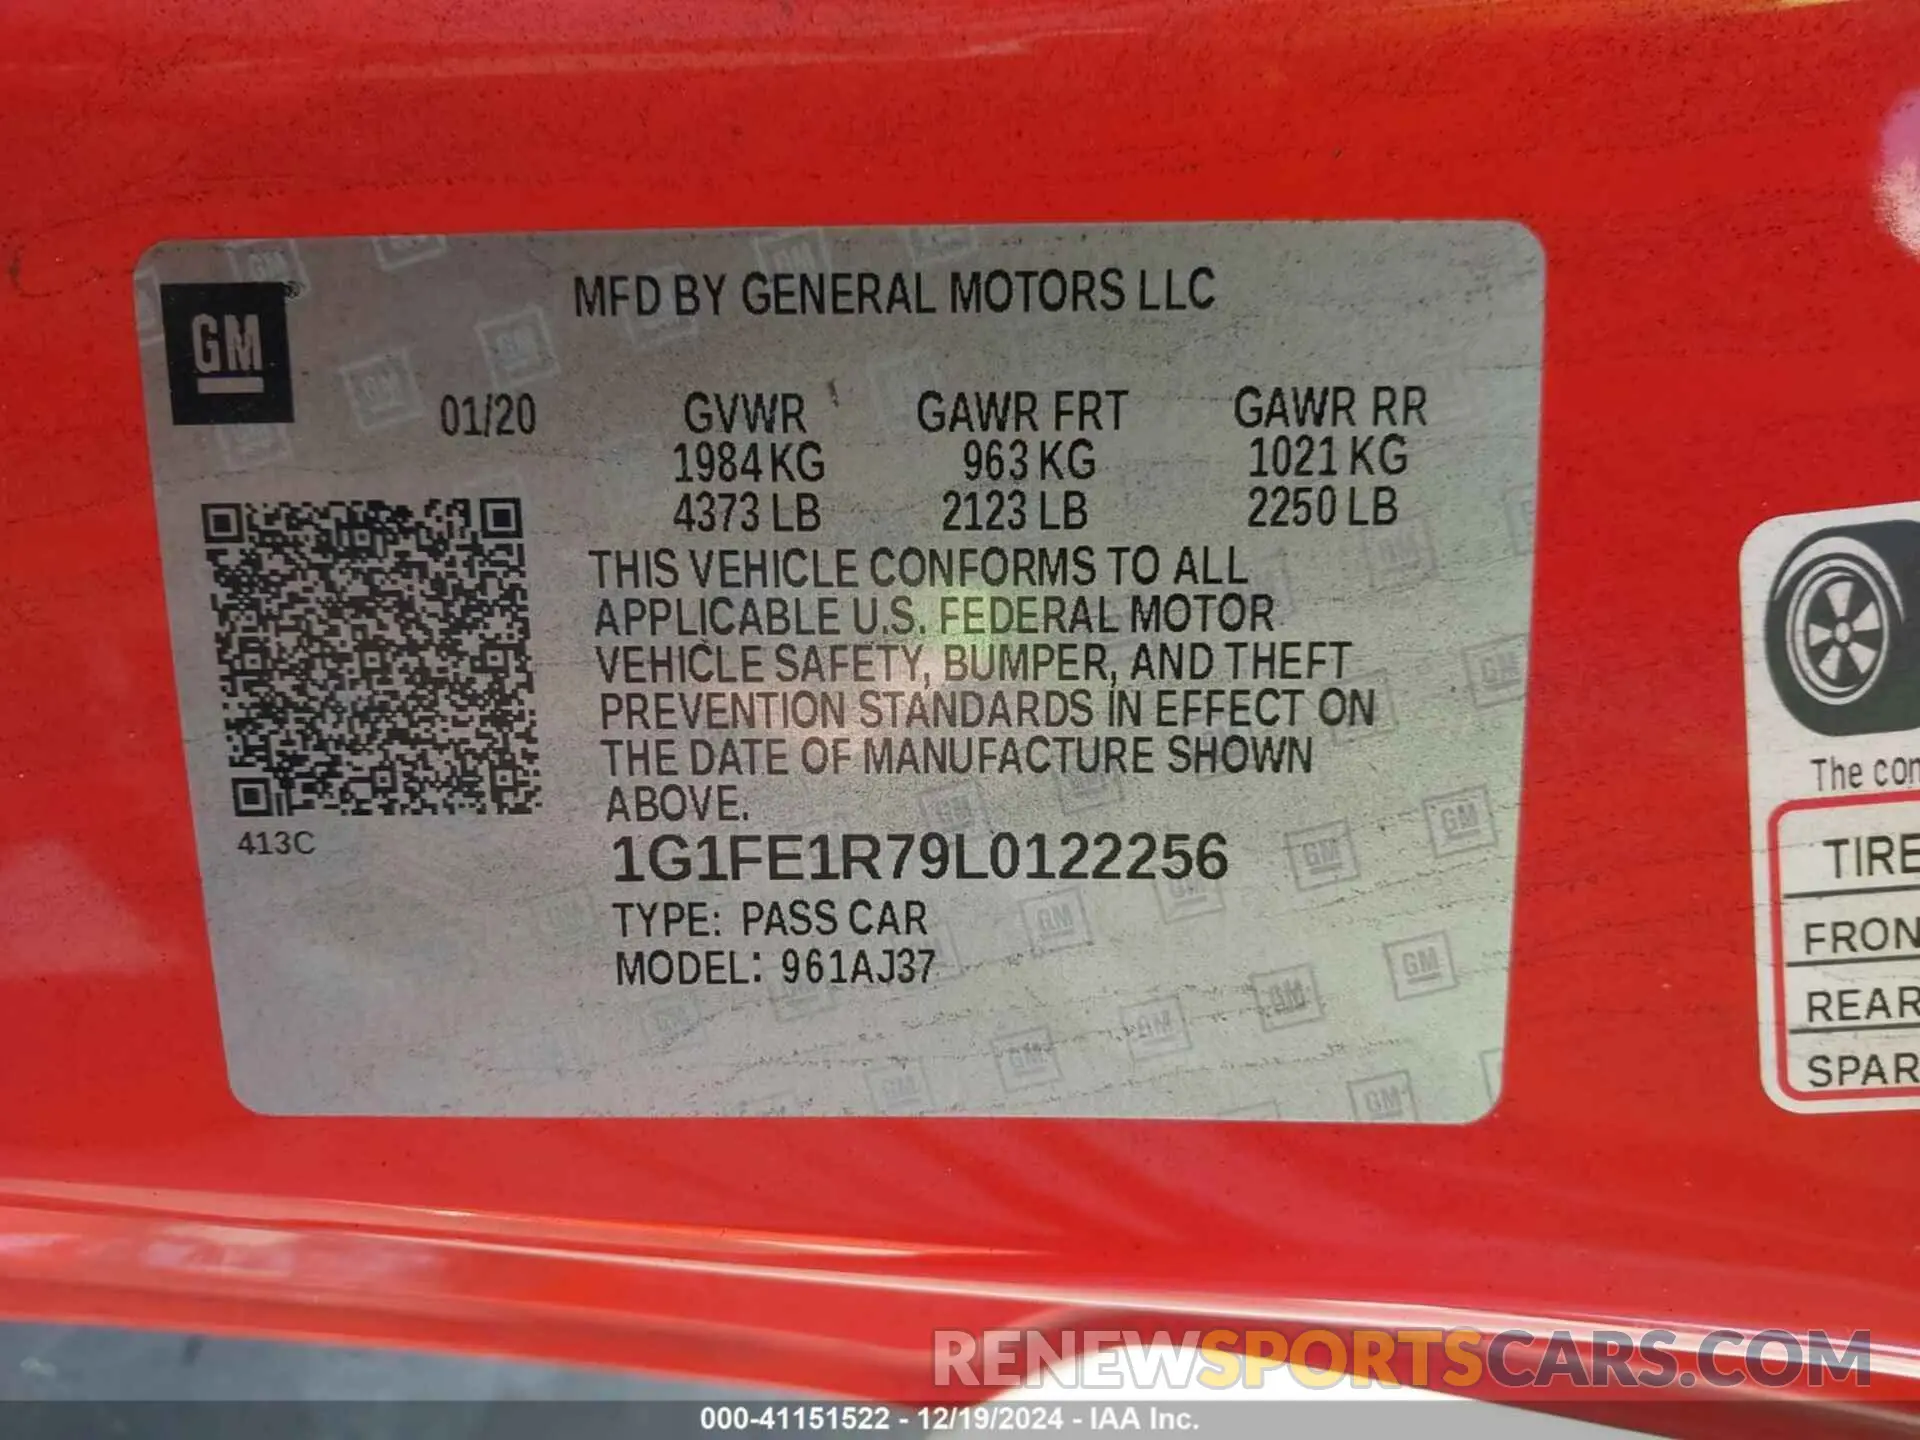 MFD BY GENERAL MOTORS LLC
GM
01/20
GVWR GAWR FRT GAWR RR
1984 KG 963 KG 1021 KG
4373 LB 2123 LB 2250 LB
THIS VEHICLE CONFORMS TO ALL
APPLICABLE U.S. FEDERAL MOTOR
VEHICLE SAFETY, BUMPER, AND THEFT
PREVENTION STANDARDS IN EFFECT ON
THE DATE OF MANUFACTURE SHOWN
ABOVE.
413C
1G1FE1R79L0122256
TYPE: PASS CAR
MODEL: 961AJ37
The con
TIRE
FRON
REAR
SPAR
RENEWSPORTSCARS.COM
000-41151522 - 12/19/2024 - IAA Inc.